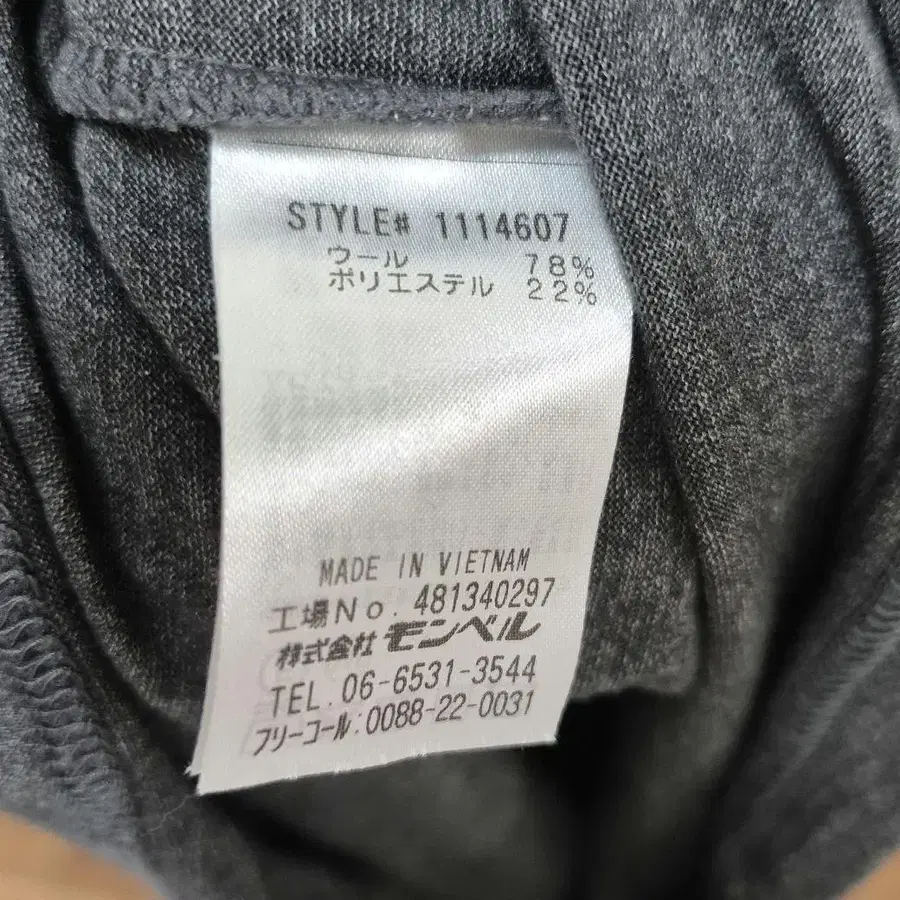 STYLE# 1114607
ウール 78%
ポリエステル 22%
MADE IN VIETNAM
工場No. 481340297
株式会社 モンベル
TEL. 06-6531-3544
フリーコール:0088-22-0031